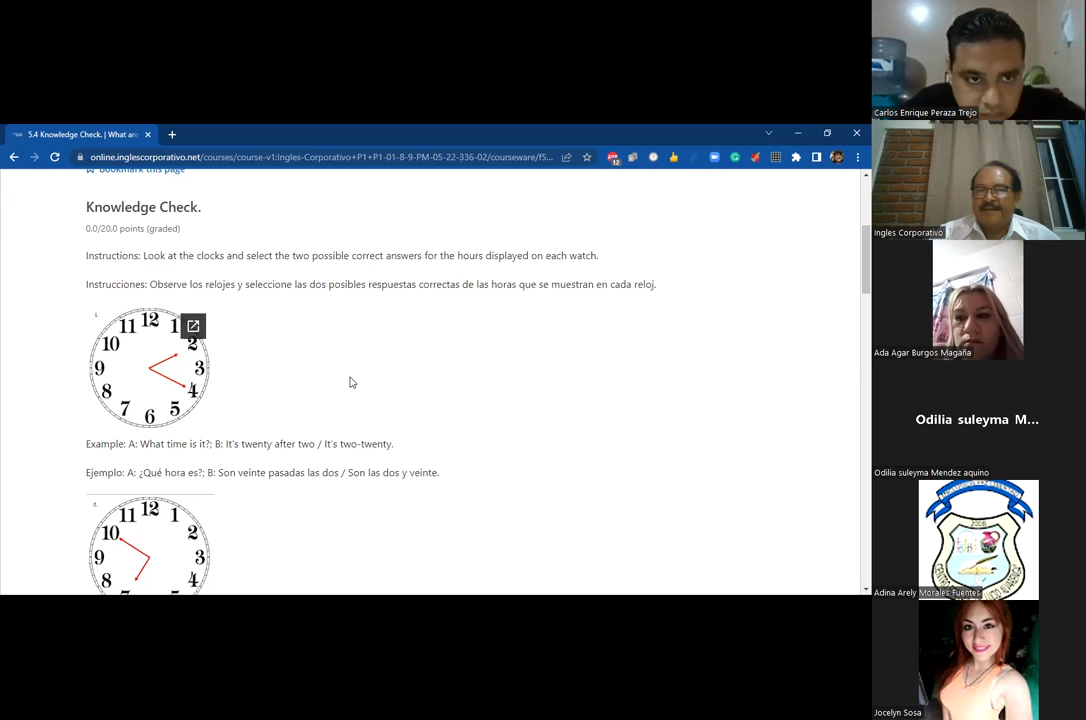 5.4 Knowledge Check. | What are
online.inglescorporativo.net/courses/course-v1:Ingles-Corporativo+P1+P1-01-8-9-PM-05-22-336-02/courseware/f5...
12
Bookmark this page
Knowledge Check.
0.0/20.0 points (graded)
Instructions: Look at the clocks and select the two possible correct answers for the hours displayed on each watch.
Instrucciones: Observe los relojes y seleccione las dos posibles respuestas correctas de las horas que se muestran en cada reloj.
1.
11 12 1
10 2
9 3
8 4
7 6 5
Example: A: What time is it?; B: It's twenty after two / It's two-twenty.
Ejemplo: A: ¿Qué hora es?; B: Son veinte pasadas las dos / Son las dos y veinte.
2.
11 12 1
10 2
9 3
8 4
7 5
Carlos Enrique Peraza Trejo
Ingles Corporativo
Ada Agar Burgos Magaña
Odilia suleyma M...
Odilia suleyma Mendez aquino
2008
Adina Arely Morales Fuentes
Jocelyn Sosa